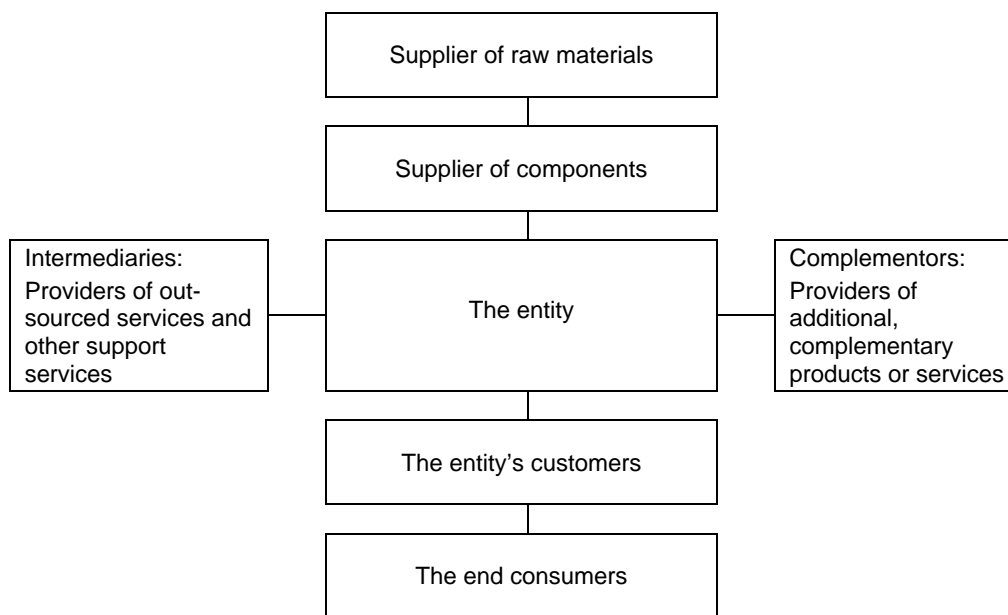 Supplier of raw materials
Supplier of components
Intermediaries:
Providers of out-
sourced services and
other support
services
The entity
Complementors:
Providers of
additional,
complementary
products or services
The entity’s customers
The end consumers